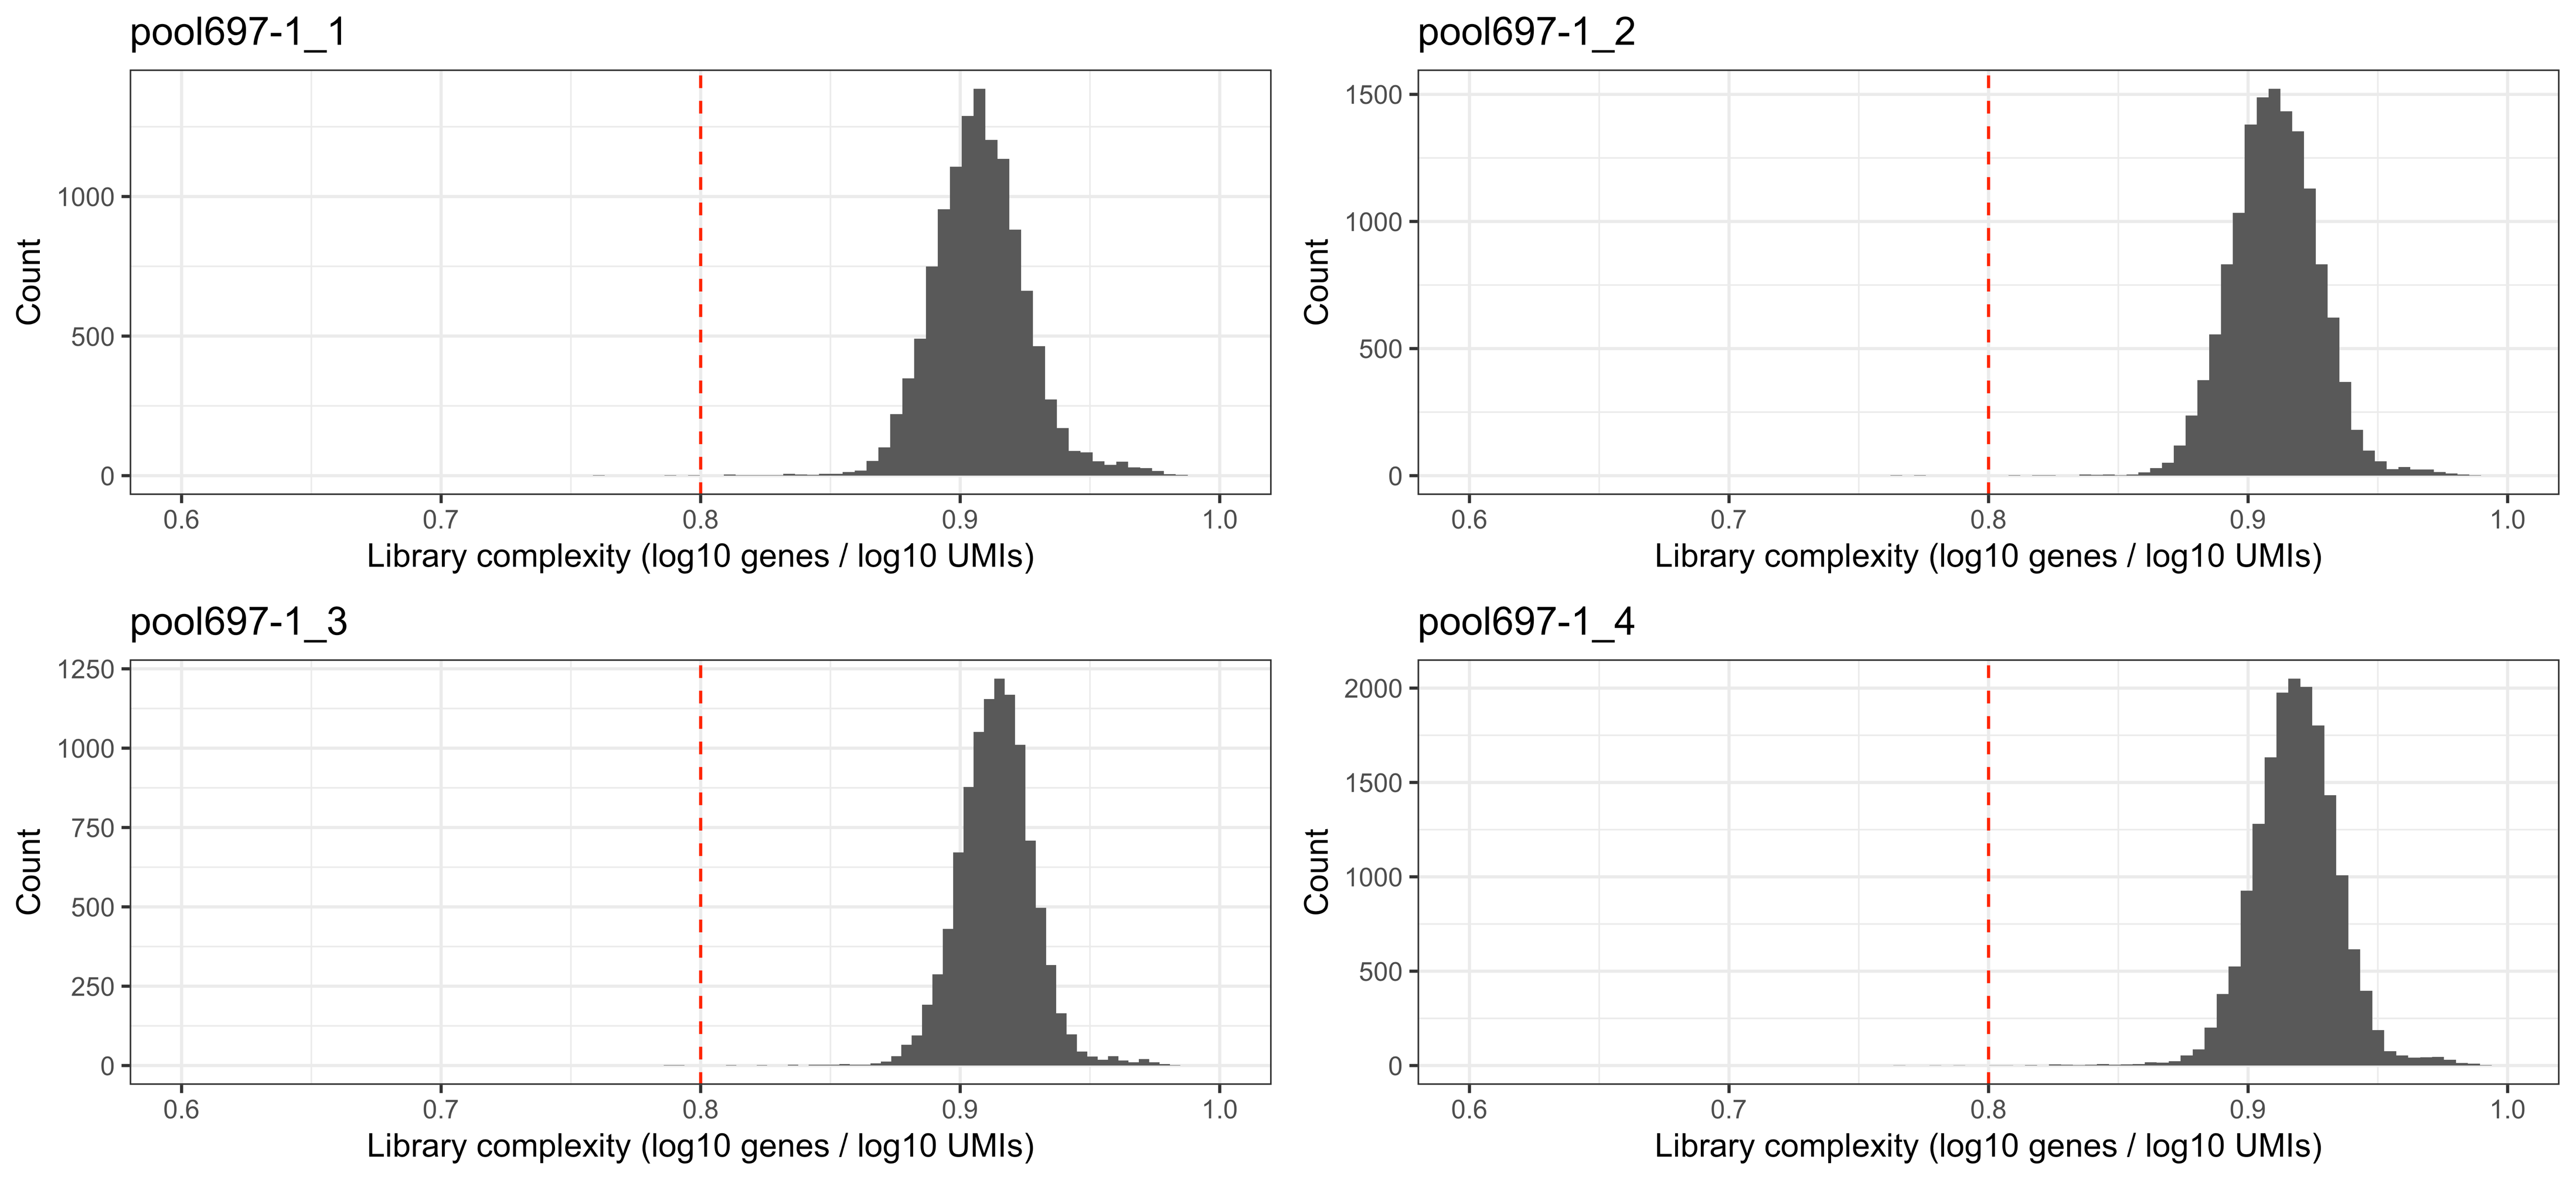 pool697-1_1
Count
1000
500
0
0.6 0.7 0.8 0.9 1.0
Library complexity (log10 genes / log10 UMIs)
pool697-1_2
Count
1500
1000
500
0
0.6 0.7 0.8 0.9 1.0
Library complexity (log10 genes / log10 UMIs)
pool697-1_3
Count
1250
1000
750
500
250
0
0.6 0.7 0.8 0.9 1.0
Library complexity (log10 genes / log10 UMIs)
pool697-1_4
Count
2000
1500
1000
500
0
0.6 0.7 0.8 0.9 1.0
Library complexity (log10 genes / log10 UMIs)